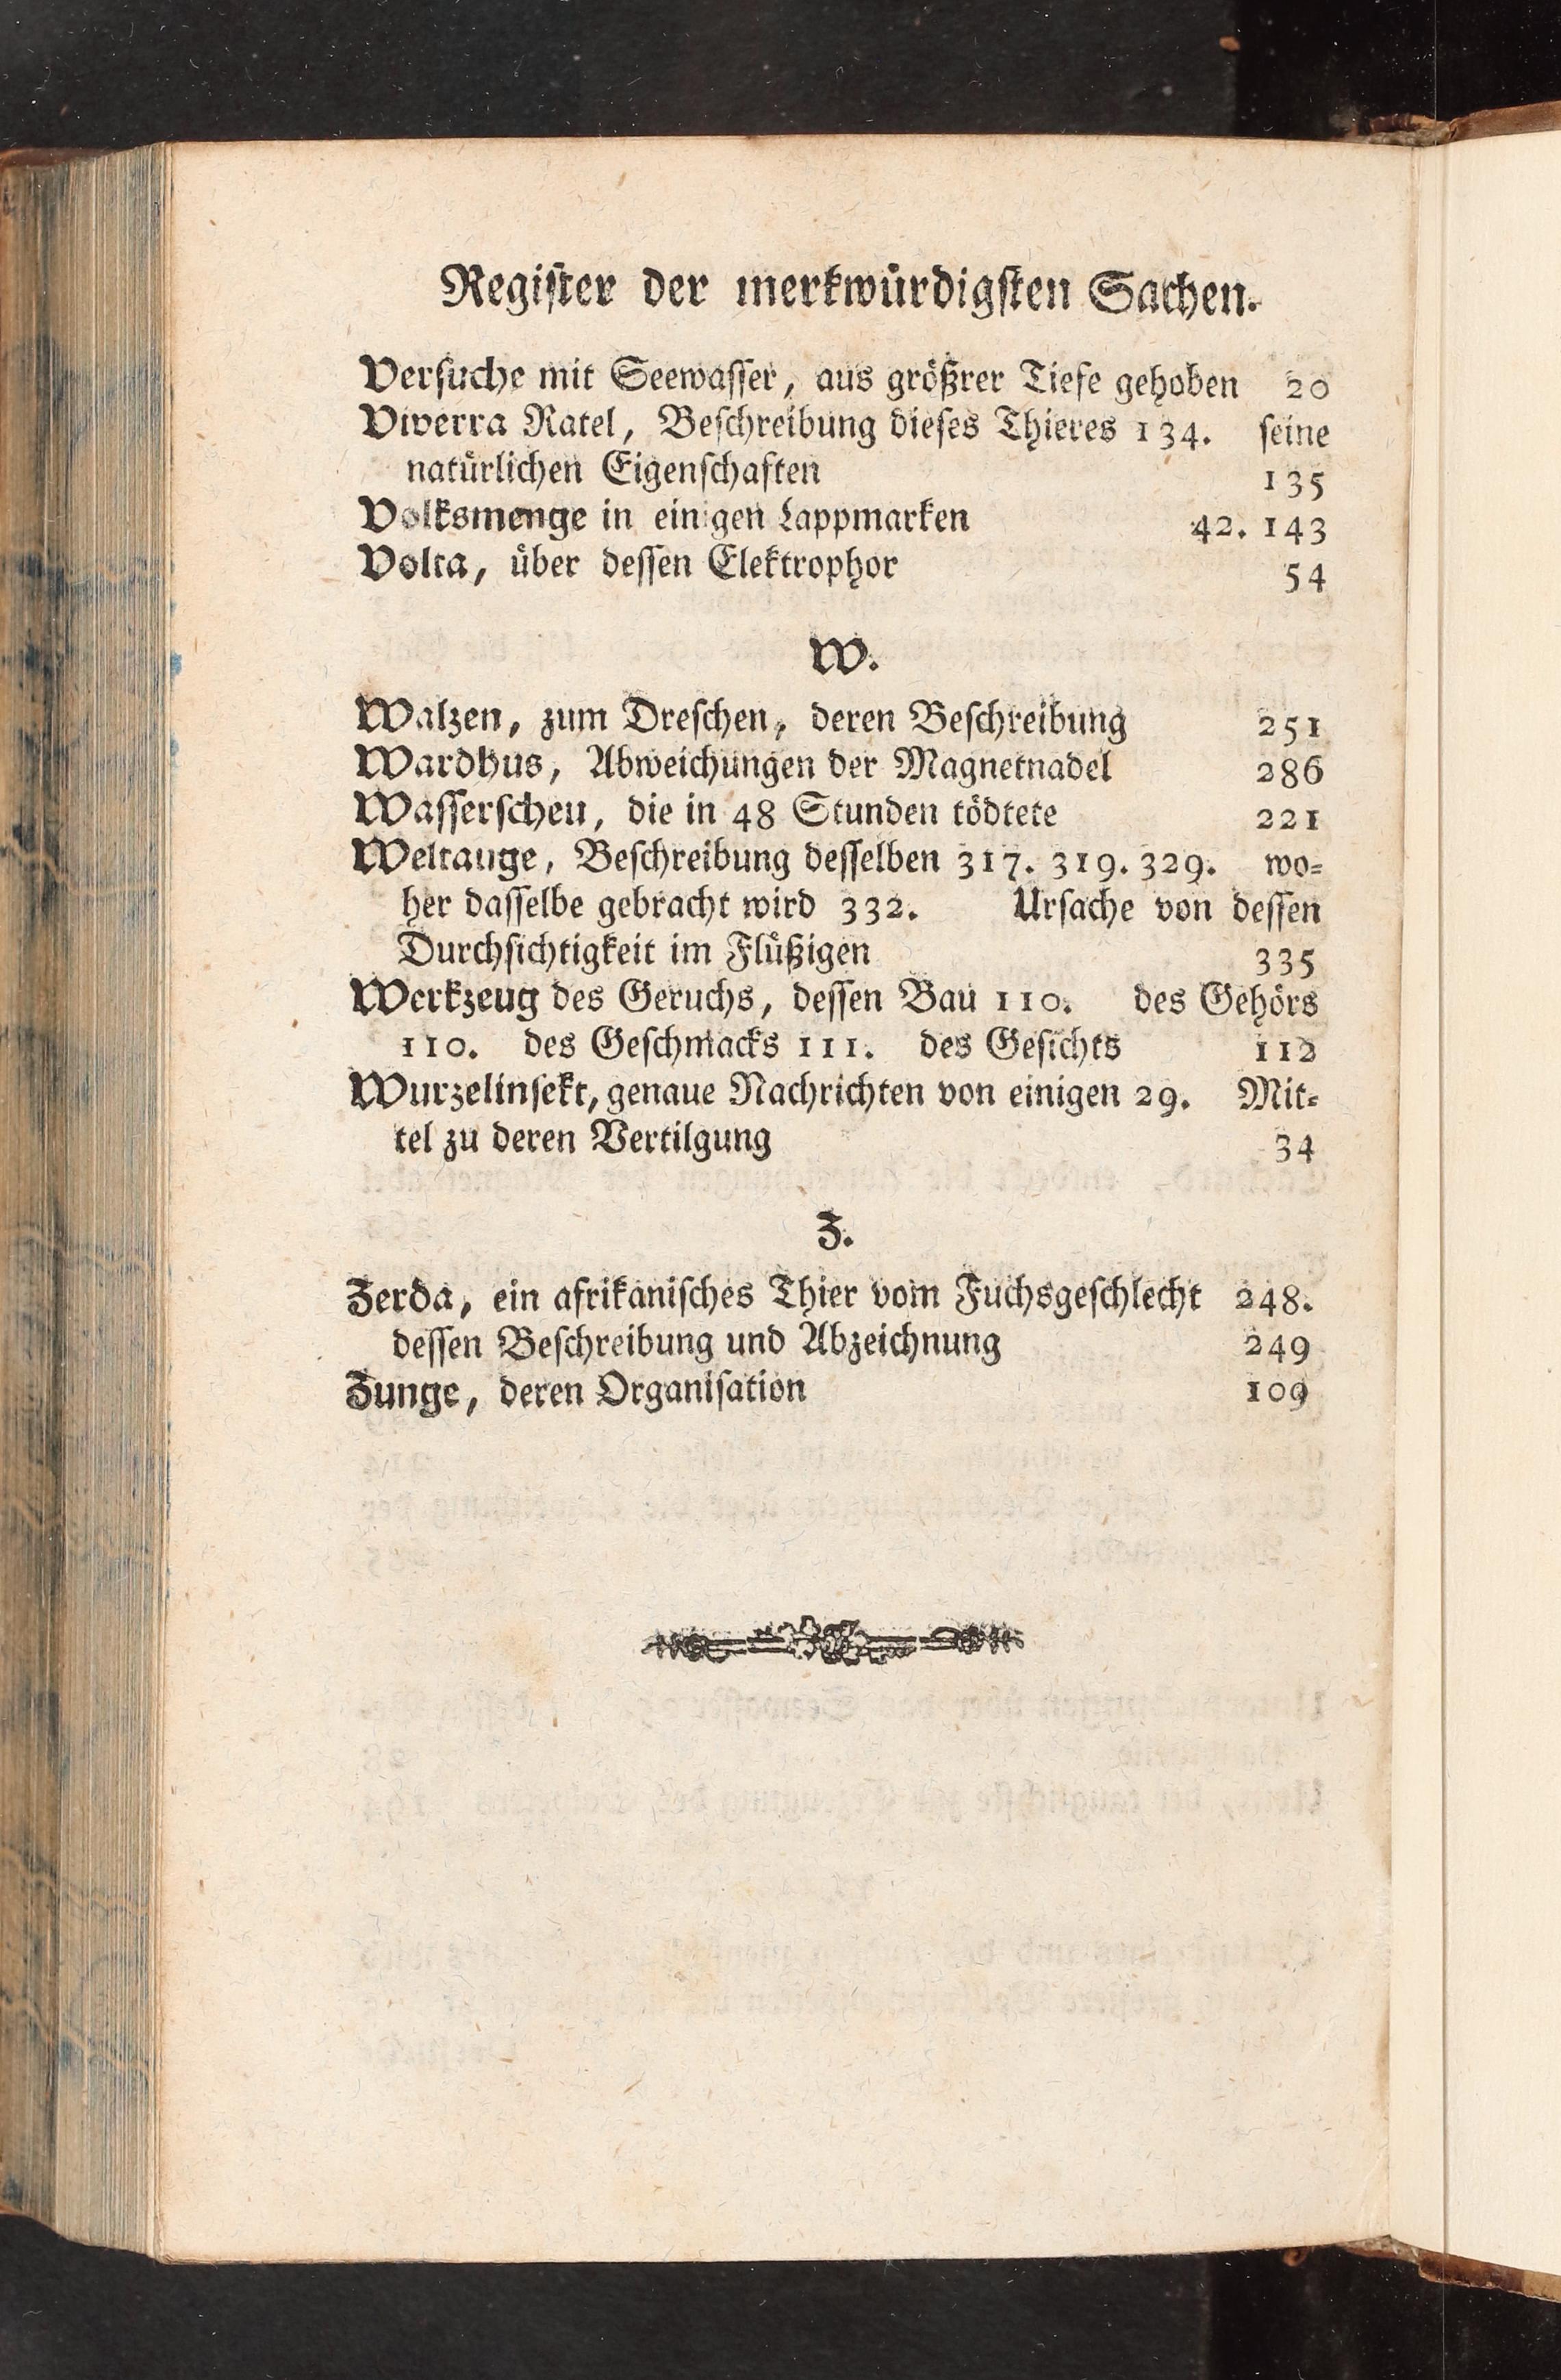 Register der merkwürdigsten Sachen.
Versuche mit Seewasser, aus größrer Tiefe gehoben 20
Viverra Ratel, Beschreibung dieses Thieres 134. seine
natürlichen Eigenschaften 135
Volksmenge in einigen Lappmarken 42. 143
Volta, über dessen Elektrophor 54
W.
Walzen, zum Dreschen, deren Beschreibung 251
Wardhus, Abweichungen der Magnetnadel 286
Wasserscheu, die in 48 Stunden tödtete 221
Weltauge, Beschreibung desselben 317. 319. 329. wo=
her dasselbe gebracht wird 332. Ursache von dessen
Durchsichtigkeit im Flüßigen 335
Werkzeug des Geruchs, dessen Bau 110. des Gehörs
110. des Geschmacks 111. des Gesichts 112
Wurzelinsekt, genaue Nachrichten von einigen 29. Mit=
tel zu deren Vertilgung 34
Z.
Zerda, ein afrikanisches Thier vom Fuchsgeschlecht 248.
dessen Beschreibung und Abzeichnung 249
Zunge, deren Organisation 109